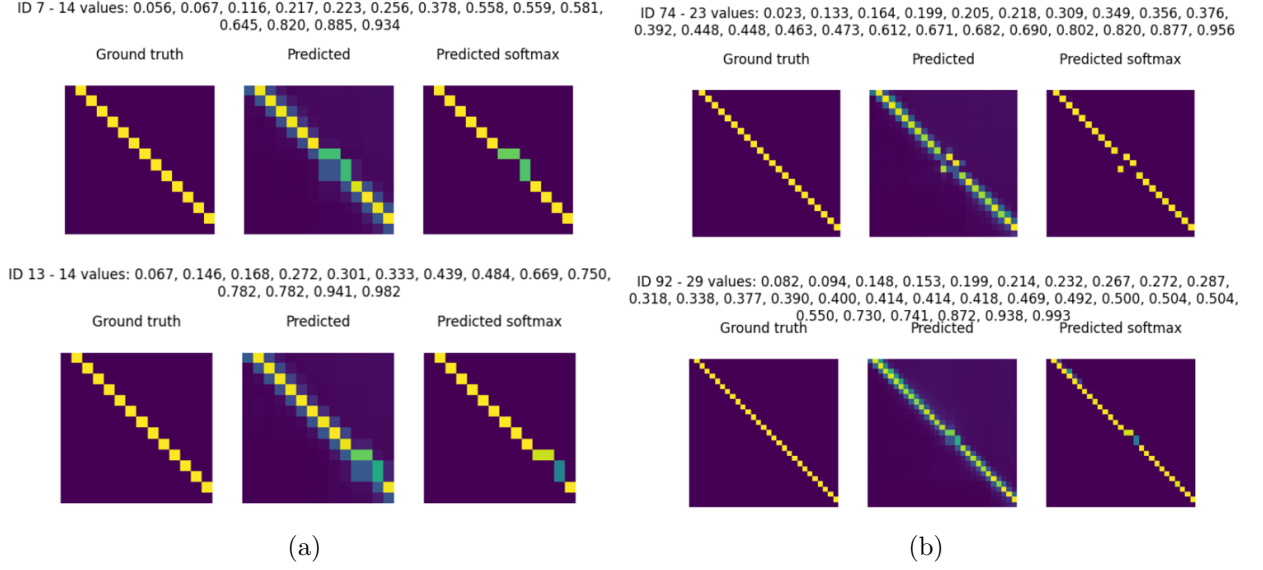 ID 7 - 14 values: 0.056, 0.067, 0.116, 0.217, 0.223, 0.256, 0.378, 0.558, 0.559, 0.581,
0.645, 0.820, 0.885, 0.934
Ground truth
Predicted
Predicted softmax
ID 13 - 14 values: 0.067, 0.146, 0.168, 0.272, 0.301, 0.333, 0.439, 0.484, 0.669, 0.750,
0.782, 0.782, 0.941, 0.982
Ground truth
Predicted
Predicted softmax
(a)
ID 74 - 23 values: 0.023, 0.133, 0.164, 0.199, 0.205, 0.218, 0.309, 0.349, 0.356, 0.376,
0.392, 0.448, 0.448, 0.463, 0.473, 0.612, 0.671, 0.682, 0.690, 0.802, 0.820, 0.877, 0.956
Ground truth
Predicted
Predicted softmax
ID 92 - 29 values: 0.082, 0.094, 0.148, 0.153, 0.199, 0.214, 0.232, 0.267, 0.272, 0.287,
0.318, 0.338, 0.377, 0.390, 0.400, 0.414, 0.414, 0.418, 0.469, 0.492, 0.500, 0.504, 0.504,
0.550, 0.730, 0.741, 0.872, 0.938, 0.993
Ground truth
Predicted
Predicted softmax
(b)